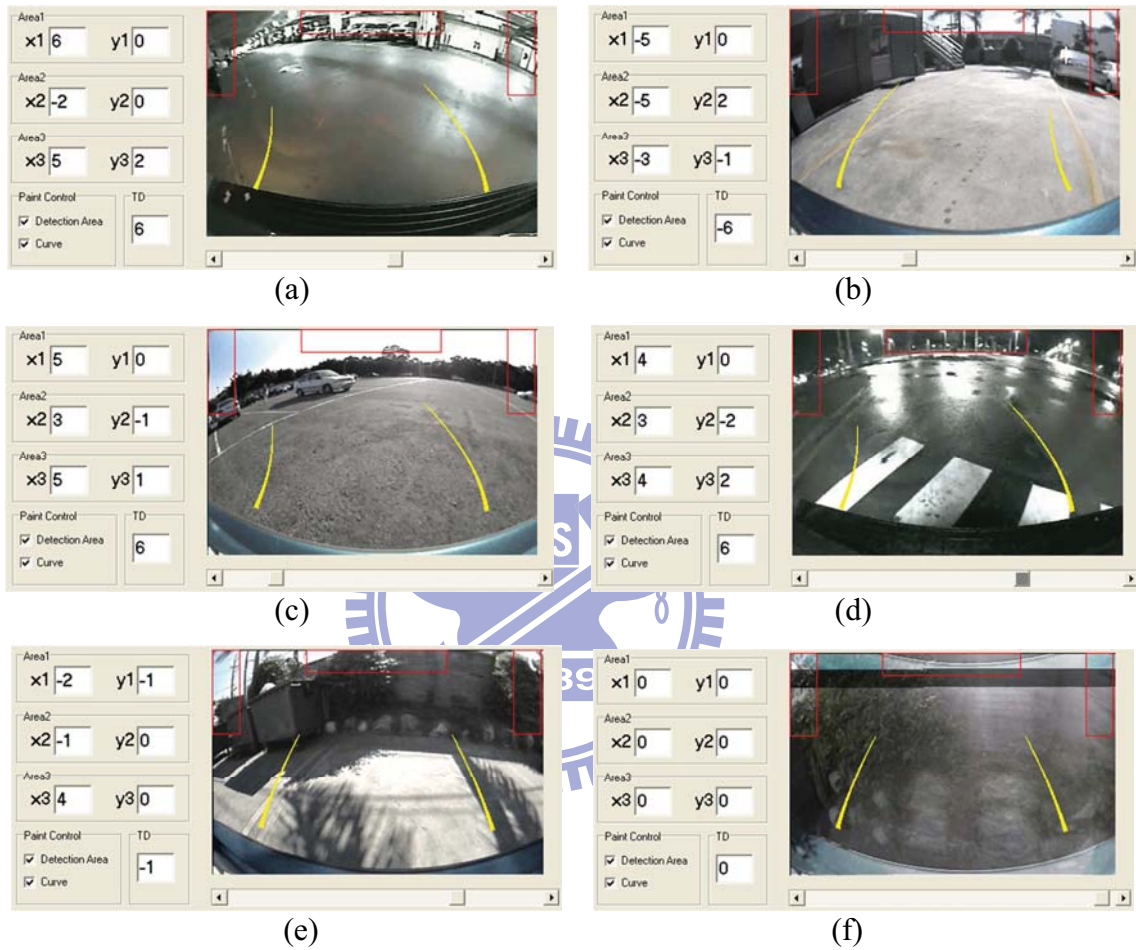 Area1
x1 6 y1 0
Area2
x2 -2 y2 0
Area3
x3 5 y3 2
Paint Control TD
Detection Area
Curve
6
(a)
Area1
x1 -5 y1 0
Area2
x2 -5 y2 2
Area3
x3 -3 y3 -1
Paint Control TD
Detection Area
Curve
-6
(b)
Area1
x1 5 y1 0
Area2
x2 3 y2 -1
Area3
x3 5 y3 1
Paint Control TD
Detection Area
Curve
6
(c)
Area1
x1 4 y1 0
Area2
x2 3 y2 -2
Area3
x3 4 y3 2
Paint Control TD
Detection Area
Curve
6
(d)
Area1
x1 -2 y1 -1
Area2
x2 -1 y2 0
Area3
x3 4 y3 0
Paint Control TD
Detection Area
Curve
-1
(e)
Area1
x1 0 y1 0
Area2
x2 0 y2 0
Area3
x3 0 y3 0
Paint Control TD
Detection Area
Curve
0
(f)